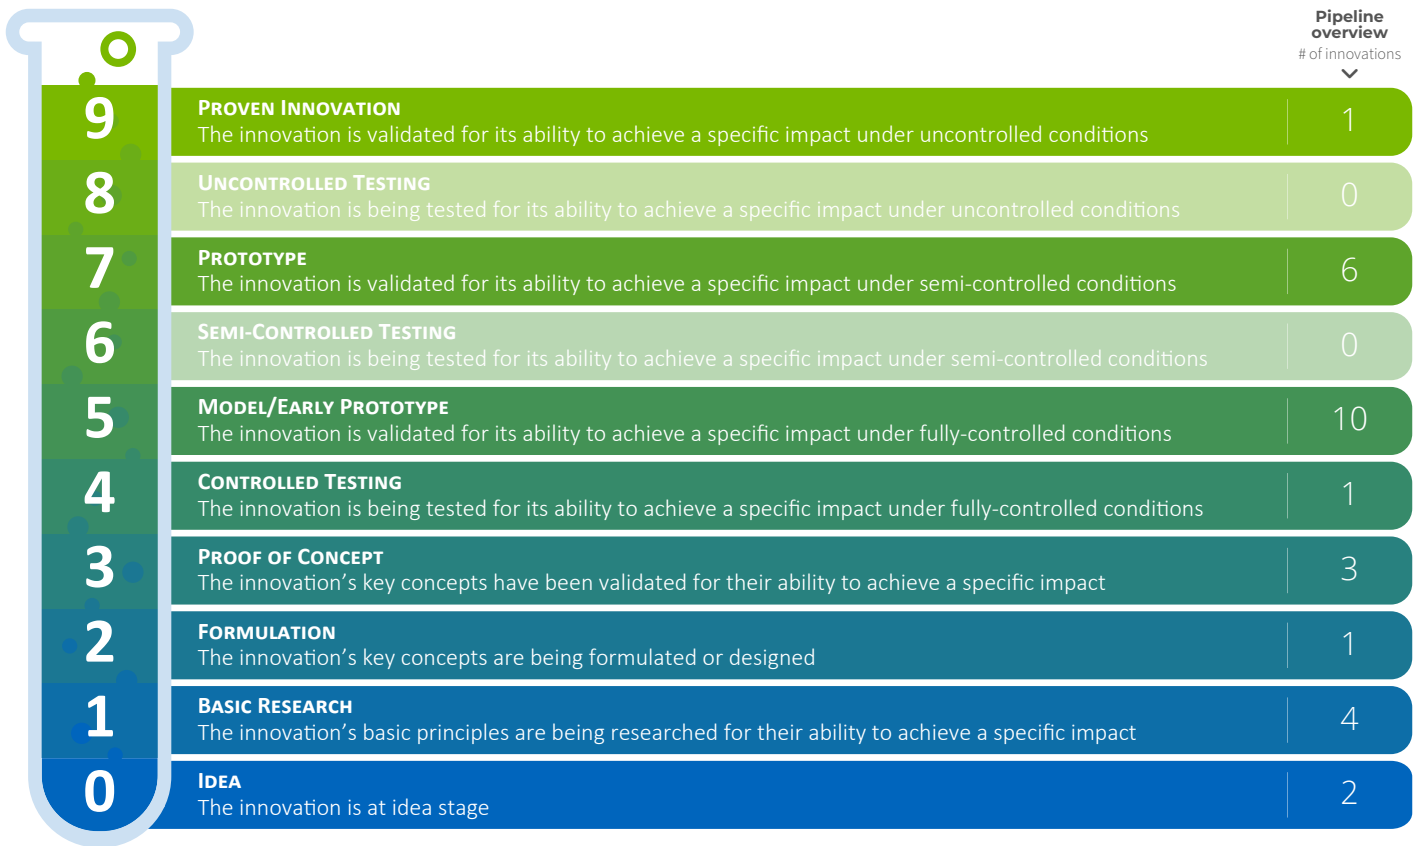 Pipeline
overview
# of innovations
9
PROVEN INNOVATION
The innovation is validated for its ability to achieve a specific impact under uncontrolled conditions
1
8
UNCONTROLLED TESTING
The innovation is being tested for its ability to achieve a specific impact under uncontrolled conditions
0
7
PROTOTYPE
The innovation is validated for its ability to achieve a specific impact under semi-controlled conditions
6
6
SEMI-CONTROLLED TESTING
The innovation is being tested for its ability to achieve a specific impact under semi-controlled conditions
0
5
MODEL/EARLY PROTOTYPE
The innovation is validated for its ability to achieve a specific impact under fully-controlled conditions
10
4
CONTROLLED TESTING
The innovation is being tested for its ability to achieve a specific impact under fully-controlled conditions
1
3
PROOF OF CONCEPT
The innovation’s key concepts have been validated for their ability to achieve a specific impact
3
2
FORMULATION
The innovation’s key concepts are being formulated or designed
1
1
BASIC RESEARCH
The innovation’s basic principles are being researched for their ability to achieve a specific impact
4
0
IDEA
The innovation is at idea stage
2